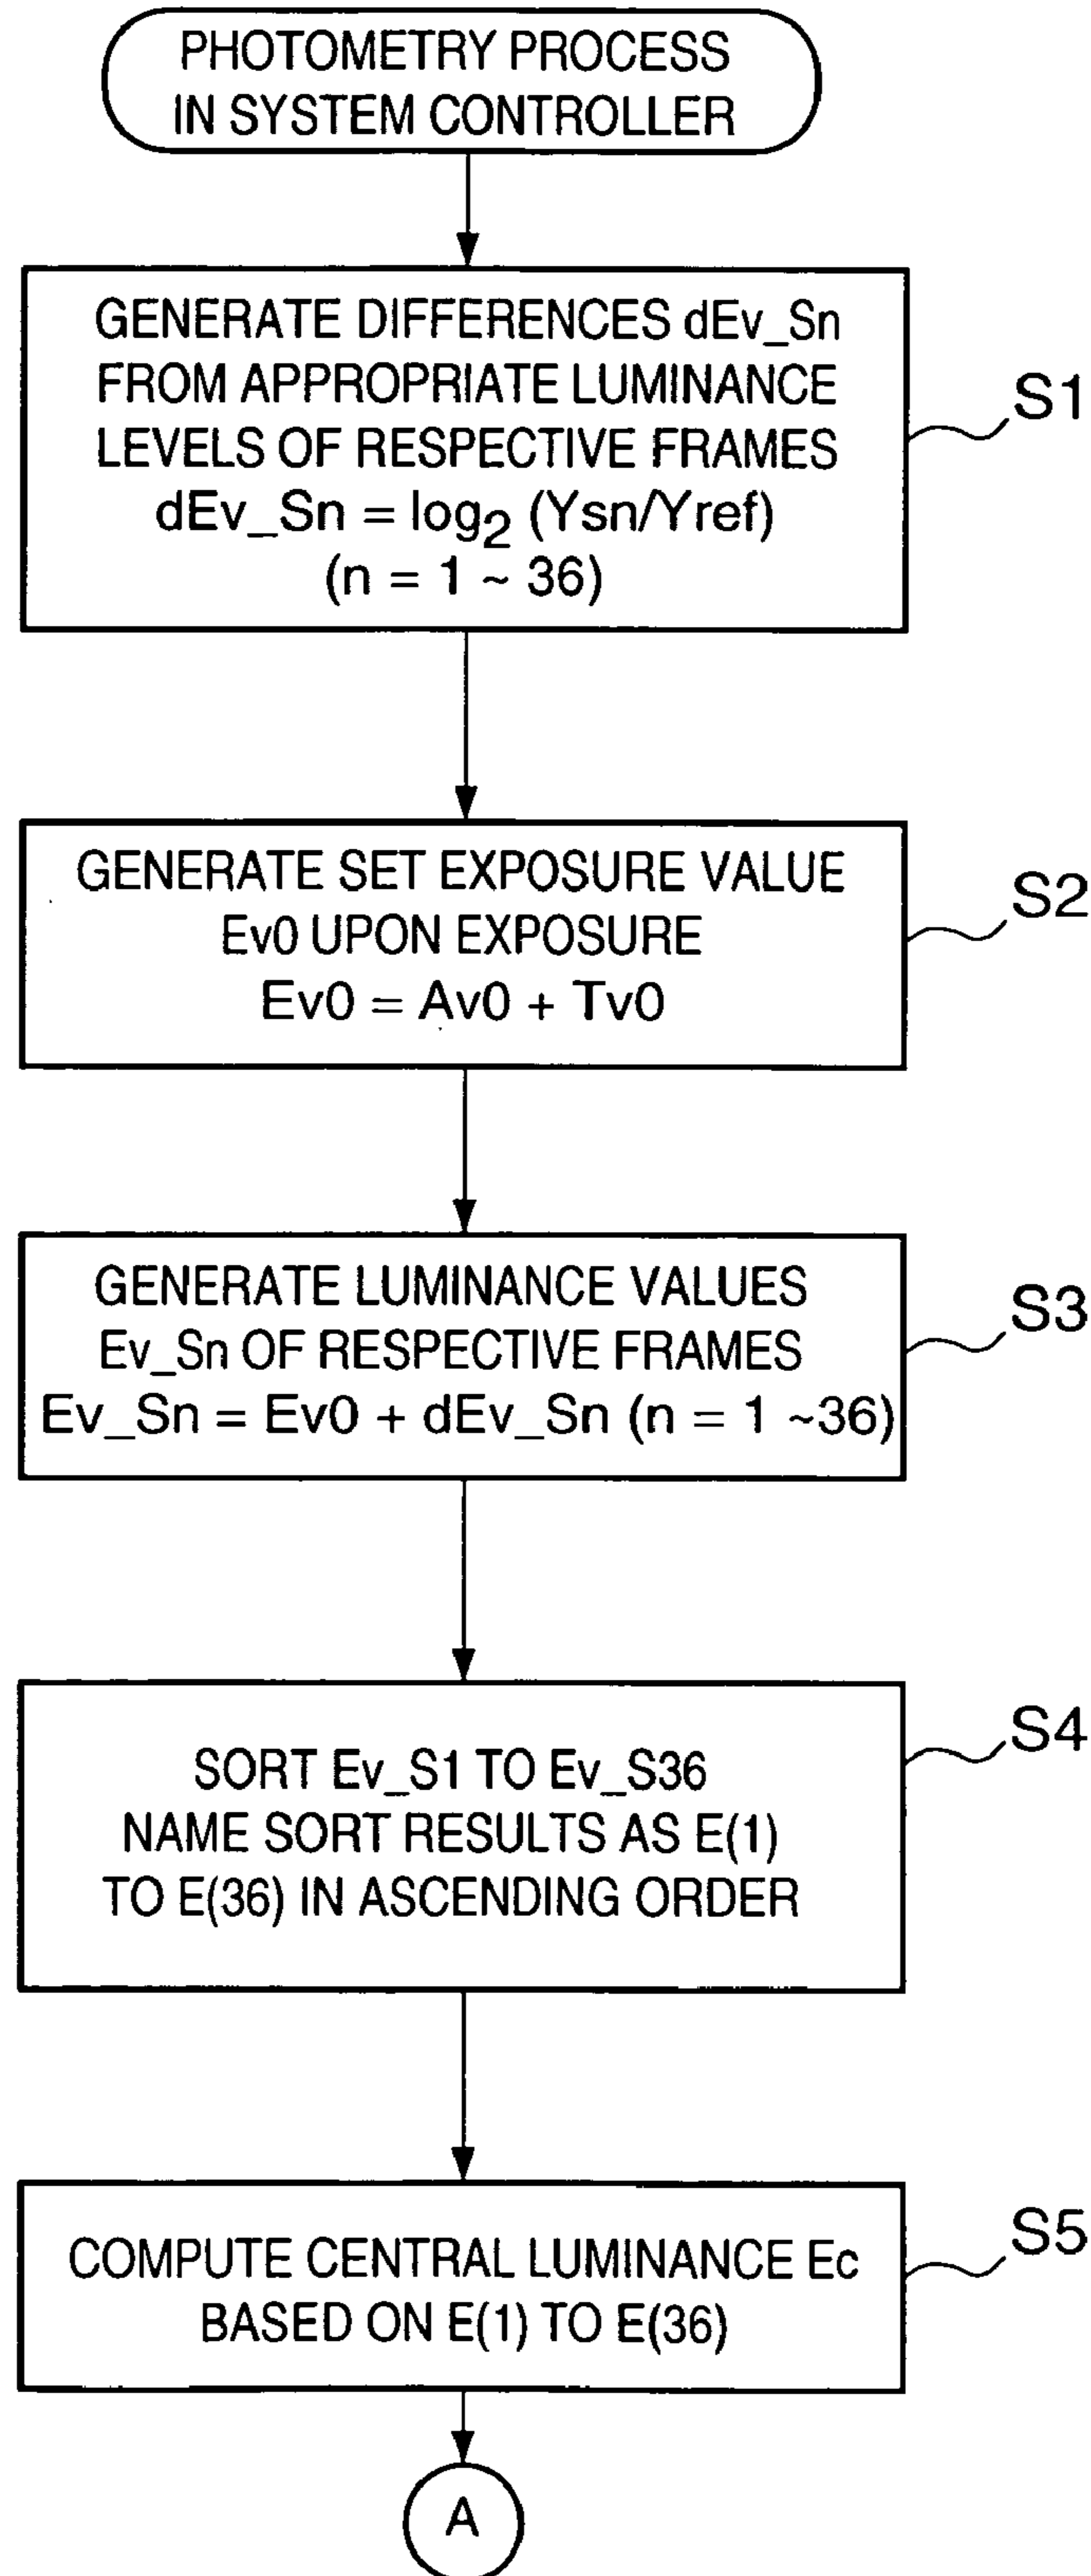 PHOTOMETRY PROCESS
IN SYSTEM CONTROLLER
GENERATE DIFFERENCES dEv_Sn
FROM APPROPRIATE LUMINANCE
LEVELS OF RESPECTIVE FRAMES
dEv_Sn = log2 (Ysn/Yref)
(n = 1 ~ 36)
S1
GENERATE SET EXPOSURE VALUE
Ev0 UPON EXPOSURE
Ev0 = Av0 + Tv0
S2
GENERATE LUMINANCE VALUES
Ev_Sn OF RESPECTIVE FRAMES
Ev_Sn = Ev0 + dEv_Sn (n = 1 ~36)
S3
SORT Ev_S1 TO Ev_S36
NAME SORT RESULTS AS E(1)
TO E(36) IN ASCENDING ORDER
S4
COMPUTE CENTRAL LUMINANCE Ec
BASED ON E(1) TO E(36)
S5
A